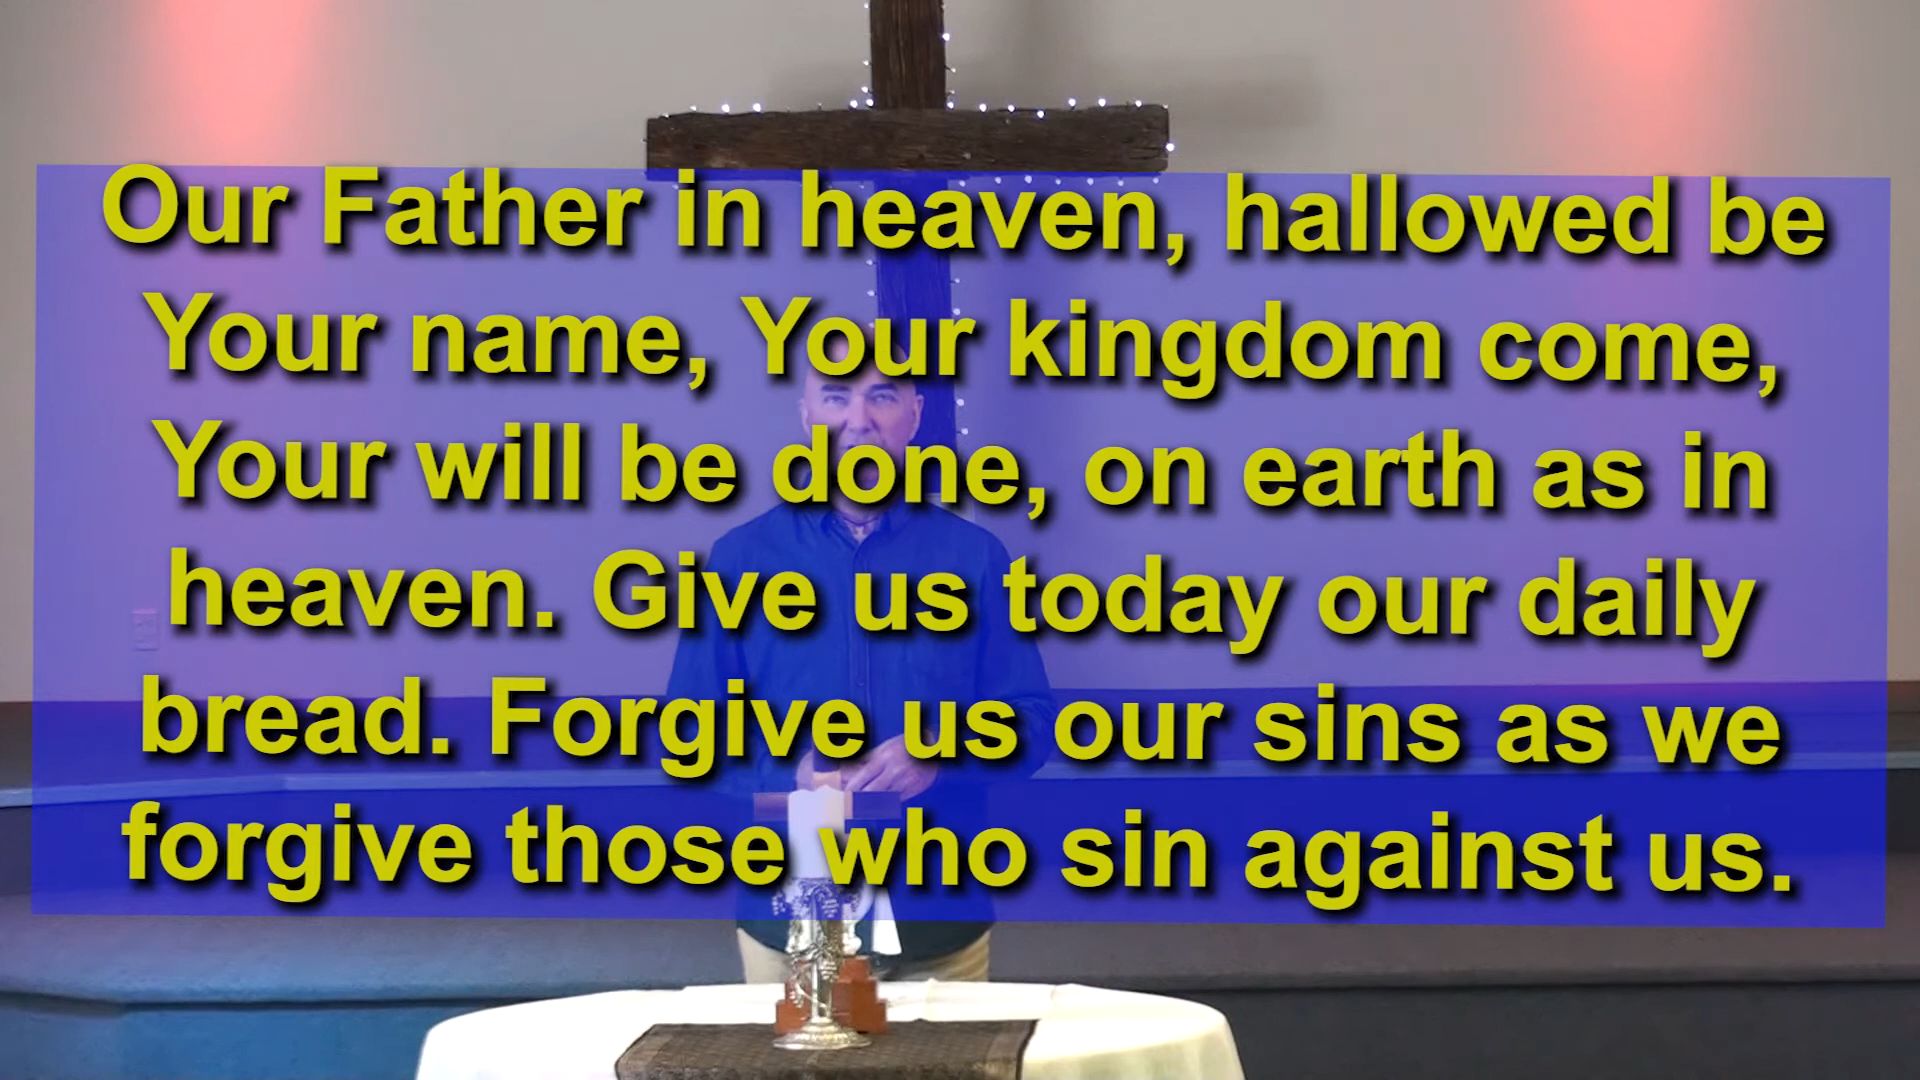 Our Father in heaven, hallowed be
Your name, Your kingdom come,
Your will be done, on earth as in
heaven. Give us today our daily
bread. Forgive us our sins as we
forgive those who sin against us.